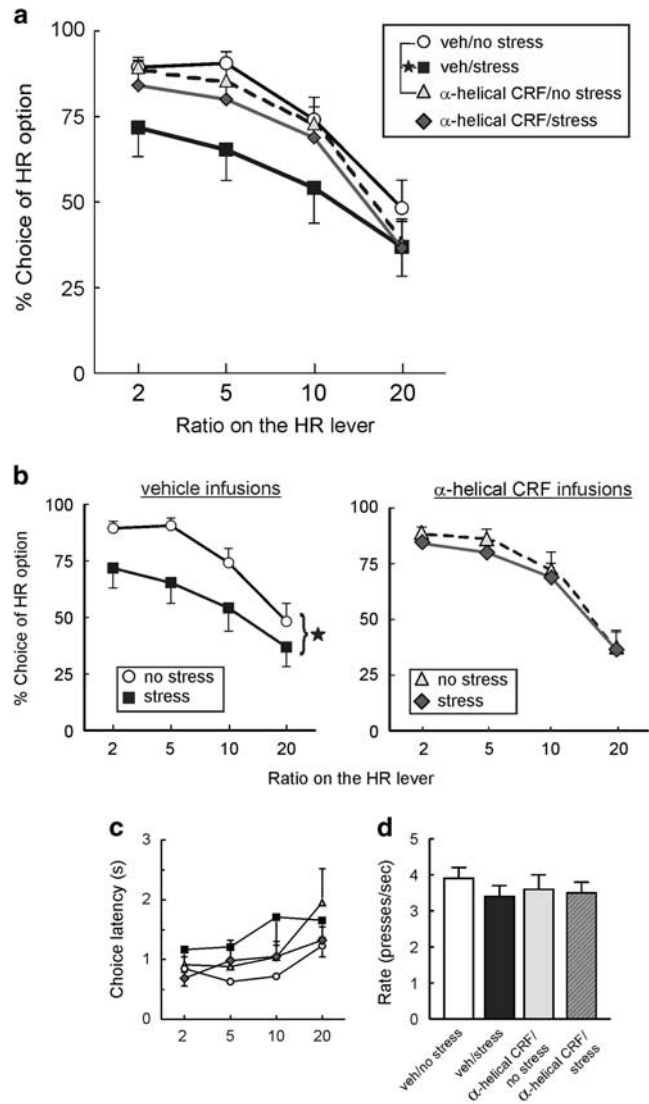 a
100
75
50
25
0
% Choice of HR option
2 5 10 20
Ratio on the HR lever
veh/no stress
★ veh/stress
α-helical CRF/no stress
α-helical CRF/stress
b
vehicle infusions
100
75
50
25
0
% Choice of HR option
★
no stress
stress
2 5 10 20
α-helical CRF infusions
100
75
50
25
0
no stress
stress
2 5 10 20
Ratio on the HR lever
c
3
2
1
0
Choice latency (s)
2 5 10 20
d
5
4
3
2
1
0
Rate (presses/sec)
veh/no stress
veh/stress
α-helical CRF/
no stress
α-helical CRF/
stress